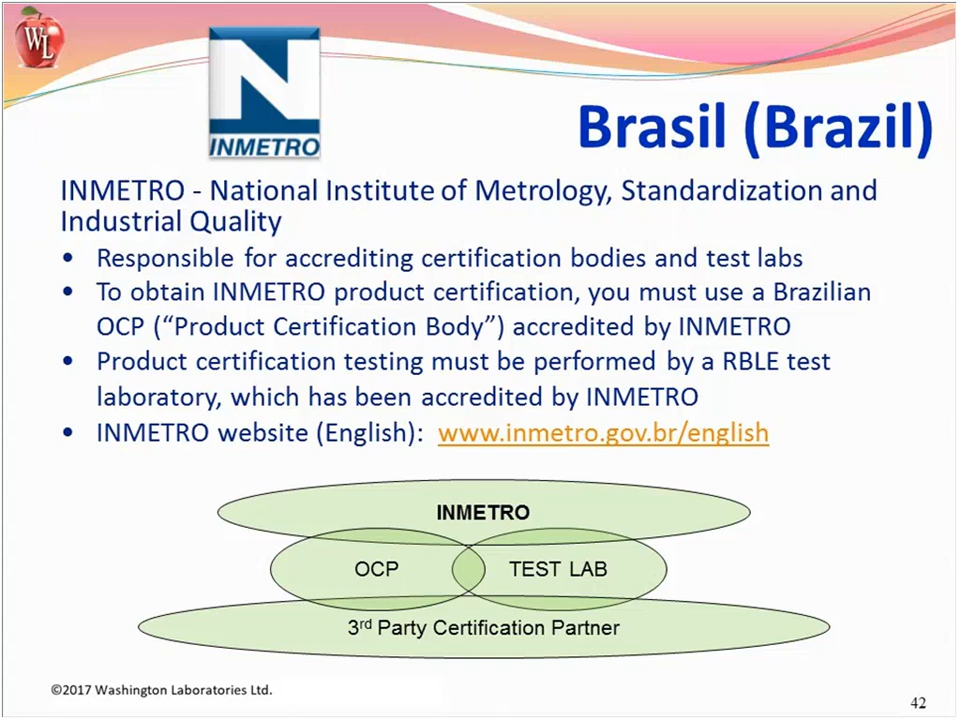 WL
INMETRO
Brasil (Brazil)
INMETRO - National Institute of Metrology, Standardization and
Industrial Quality
• Responsible for accrediting certification bodies and test labs
• To obtain INMETRO product certification, you must use a Brazilian
OCP (“Product Certification Body”) accredited by INMETRO
• Product certification testing must be performed by a RBLE test
laboratory, which has been accredited by INMETRO
• INMETRO website (English): www.inmetro.gov.br/english
INMETRO
OCP TEST LAB
3rd Party Certification Partner
©2017 Washington Laboratories Ltd.
42